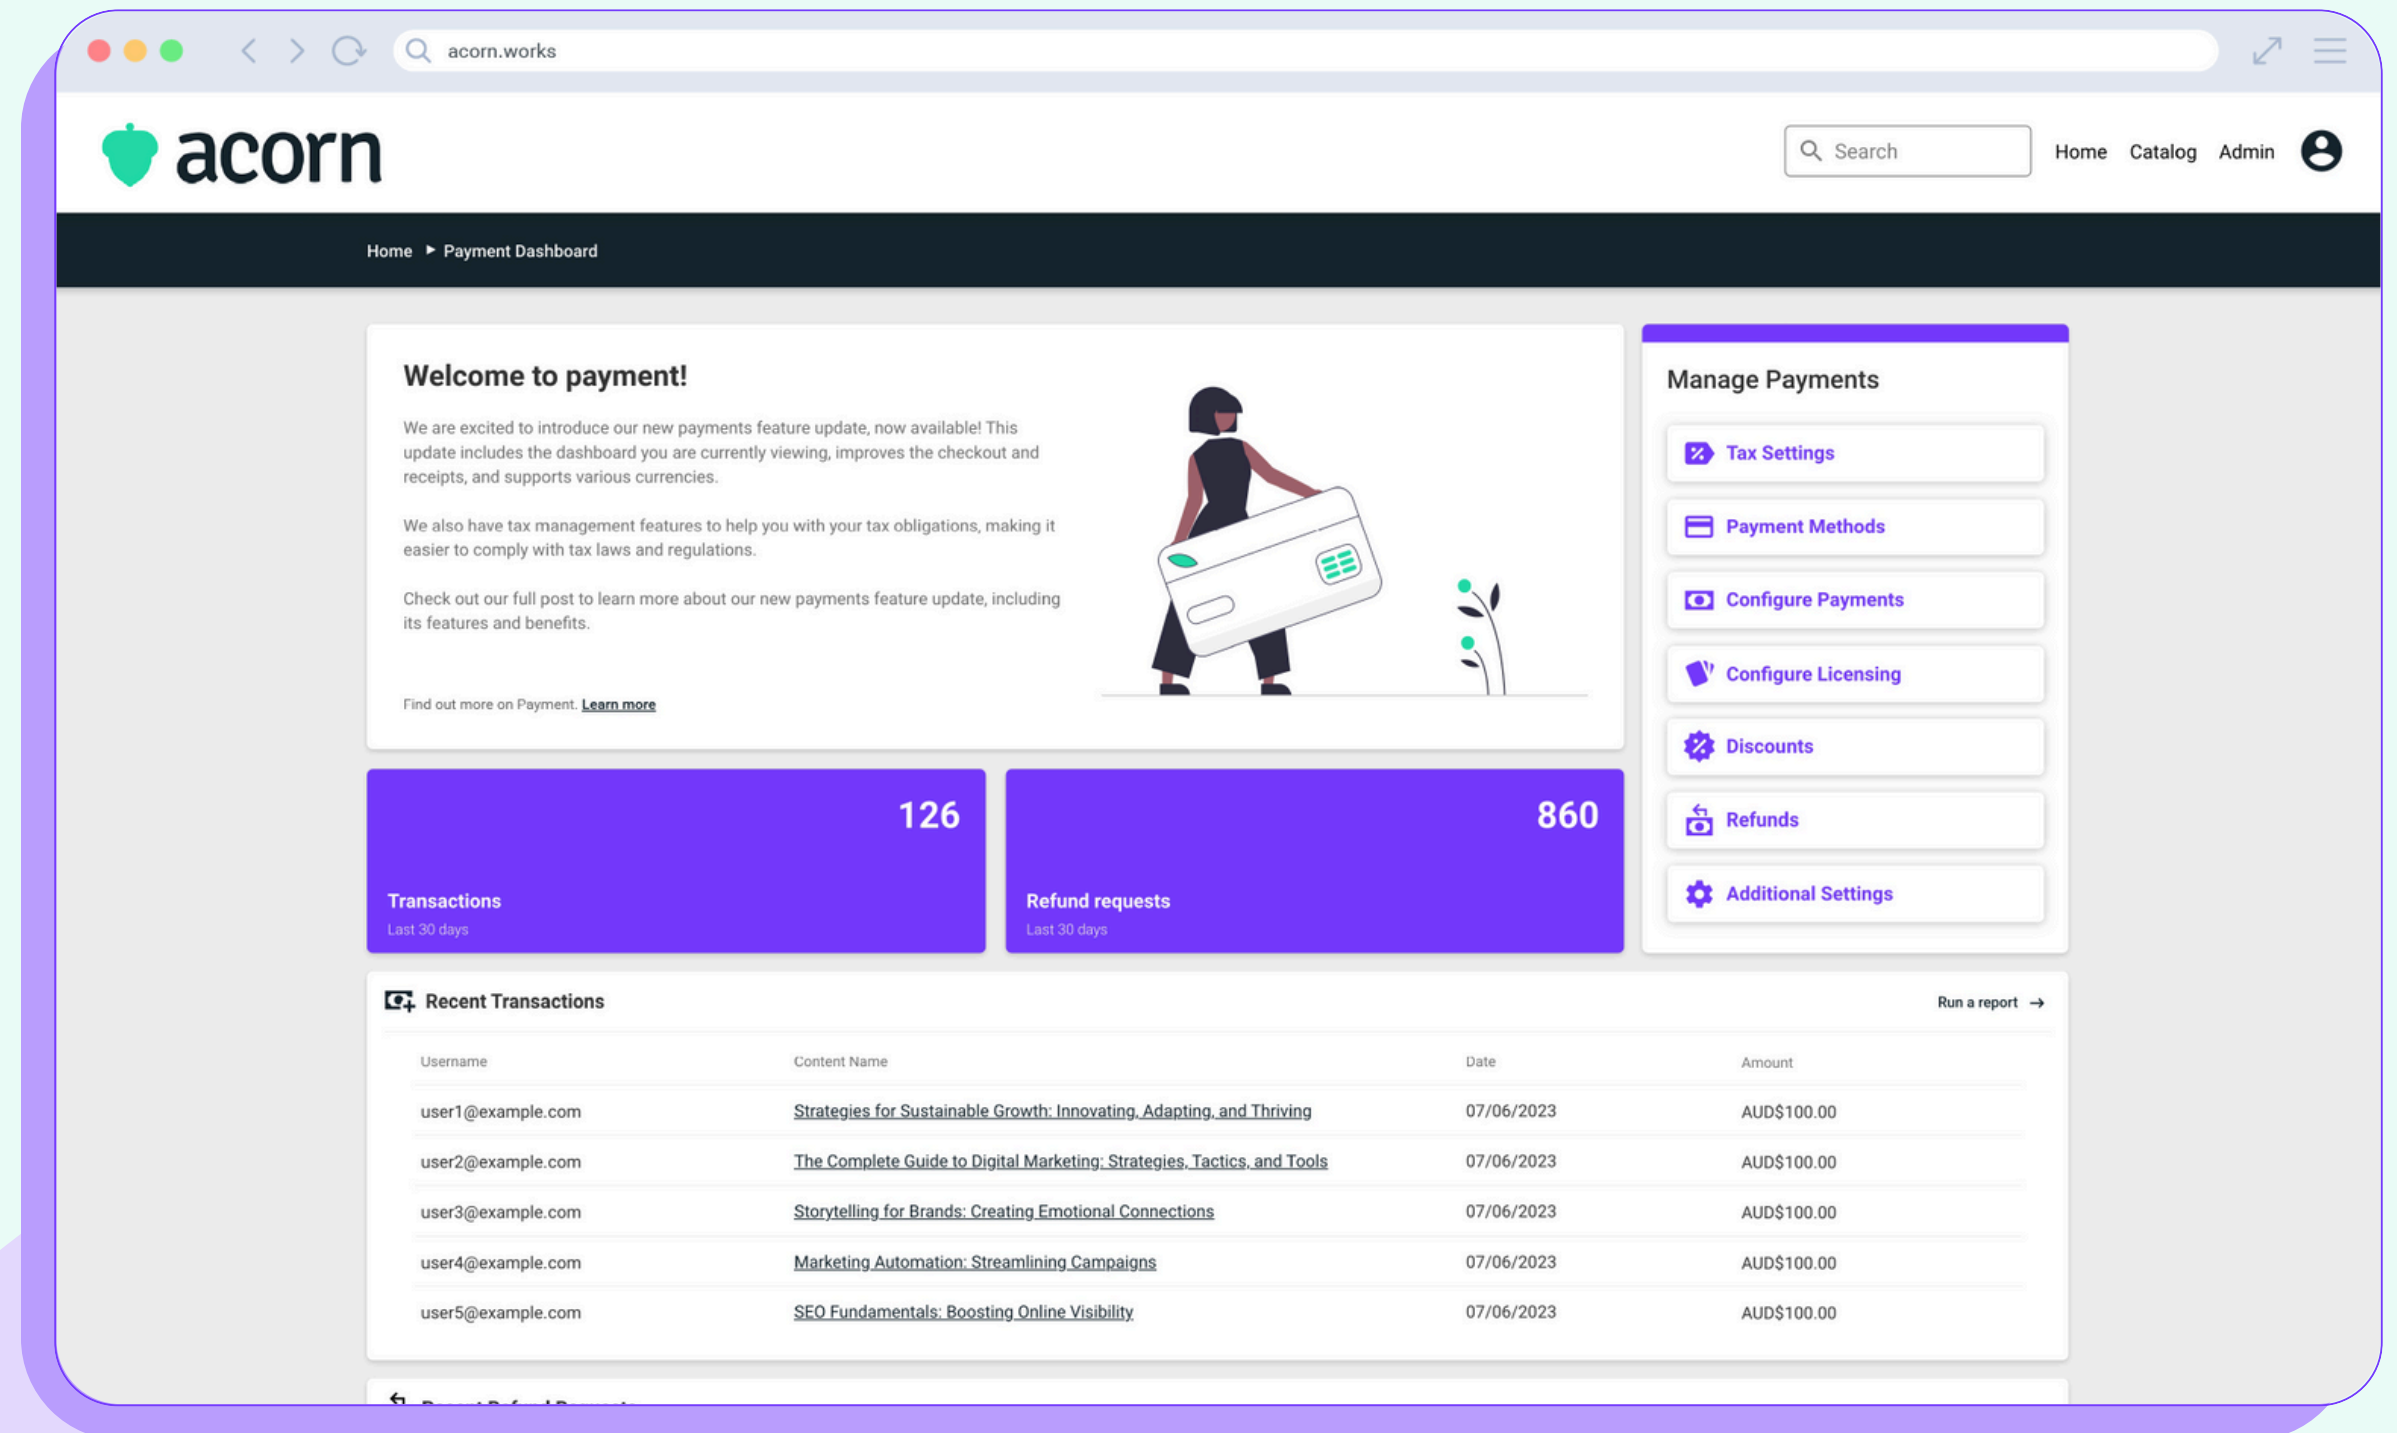 acorn.works
acorn
Search
Home Catalog Admin
Home ▶ Payment Dashboard
Welcome to payment!
We are excited to introduce our new payments feature update, now available! This
update includes the dashboard you are currently viewing, improves the checkout and
receipts, and supports various currencies.
We also have tax management features to help you with your tax obligations, making it
easier to comply with tax laws and regulations.
Check out our full post to learn more about our new payments feature update, including
its features and benefits.
Find out more on Payment. Learn more
126
Transactions
Last 30 days
860
Refund requests
Last 30 days
Manage Payments
Tax Settings
Payment Methods
Configure Payments
Configure Licensing
Discounts
Refunds
Additional Settings
Recent Transactions
Run a report →
Username Content Name Date Amount
user1@example.com Strategies for Sustainable Growth: Innovating, Adapting, and Thriving 07/06/2023 AUD$100.00
user2@example.com The Complete Guide to Digital Marketing: Strategies, Tactics, and Tools 07/06/2023 AUD$100.00
user3@example.com Storytelling for Brands: Creating Emotional Connections 07/06/2023 AUD$100.00
user4@example.com Marketing Automation: Streamlining Campaigns 07/06/2023 AUD$100.00
user5@example.com SEO Fundamentals: Boosting Online Visibility 07/06/2023 AUD$100.00